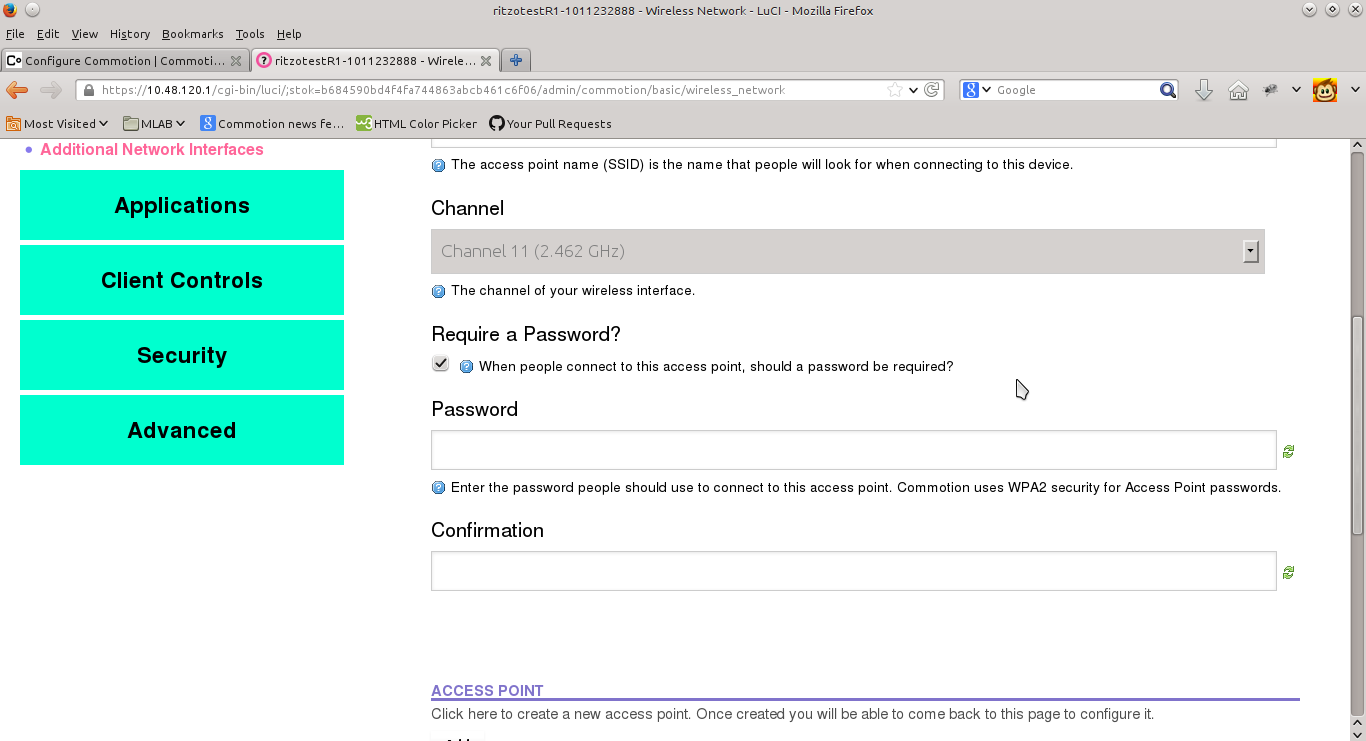 ritzotestR1-1011232888 - Wireless Network - LuCI - Mozilla Firefox
File Edit View History Bookmarks Tools Help
Configure Commotion | Commoti...
ritzotestR1-1011232888 - Wirele...
https://10.48.120.1/cgi-bin/luci/;stok=b684590bd4f4fa744863abcb461c6f06/admin/commotion/basic/wireless_network
Google
Most Visited MLAB Commotion news fe... HTML Color Picker Your Pull Requests
Additional Network Interfaces
Applications
Client Controls
Security
Advanced
The access point name (SSID) is the name that people will look for when connecting to this device.
Channel
Channel 11 (2.462 GHz)
The channel of your wireless interface.
Require a Password?
When people connect to this access point, should a password be required?
Password
Enter the password people should use to connect to this access point. Commotion uses WPA2 security for Access Point passwords.
Confirmation
ACCESS POINT
Click here to create a new access point. Once created you will be able to come back to this page to configure it.